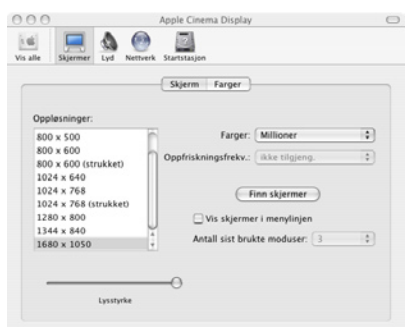 Apple Cinema Display
Vis alle Skjermer Lyd Nettverk Startstasjon
Skjerm Farger
Oppløsninger:
800 x 500
800 x 600
800 x 600 (strukket)
1024 x 640
1024 x 768
1024 x 768 (strukket)
1280 x 800
1344 x 840
1680 x 1050
Farger: Millioner
Oppfriskningsfrekv.: ikke tilgjeng.
Finn skjermer
Vis skjermer i menylinjen
Antall sist brukte moduser: 3
Lysstyrke